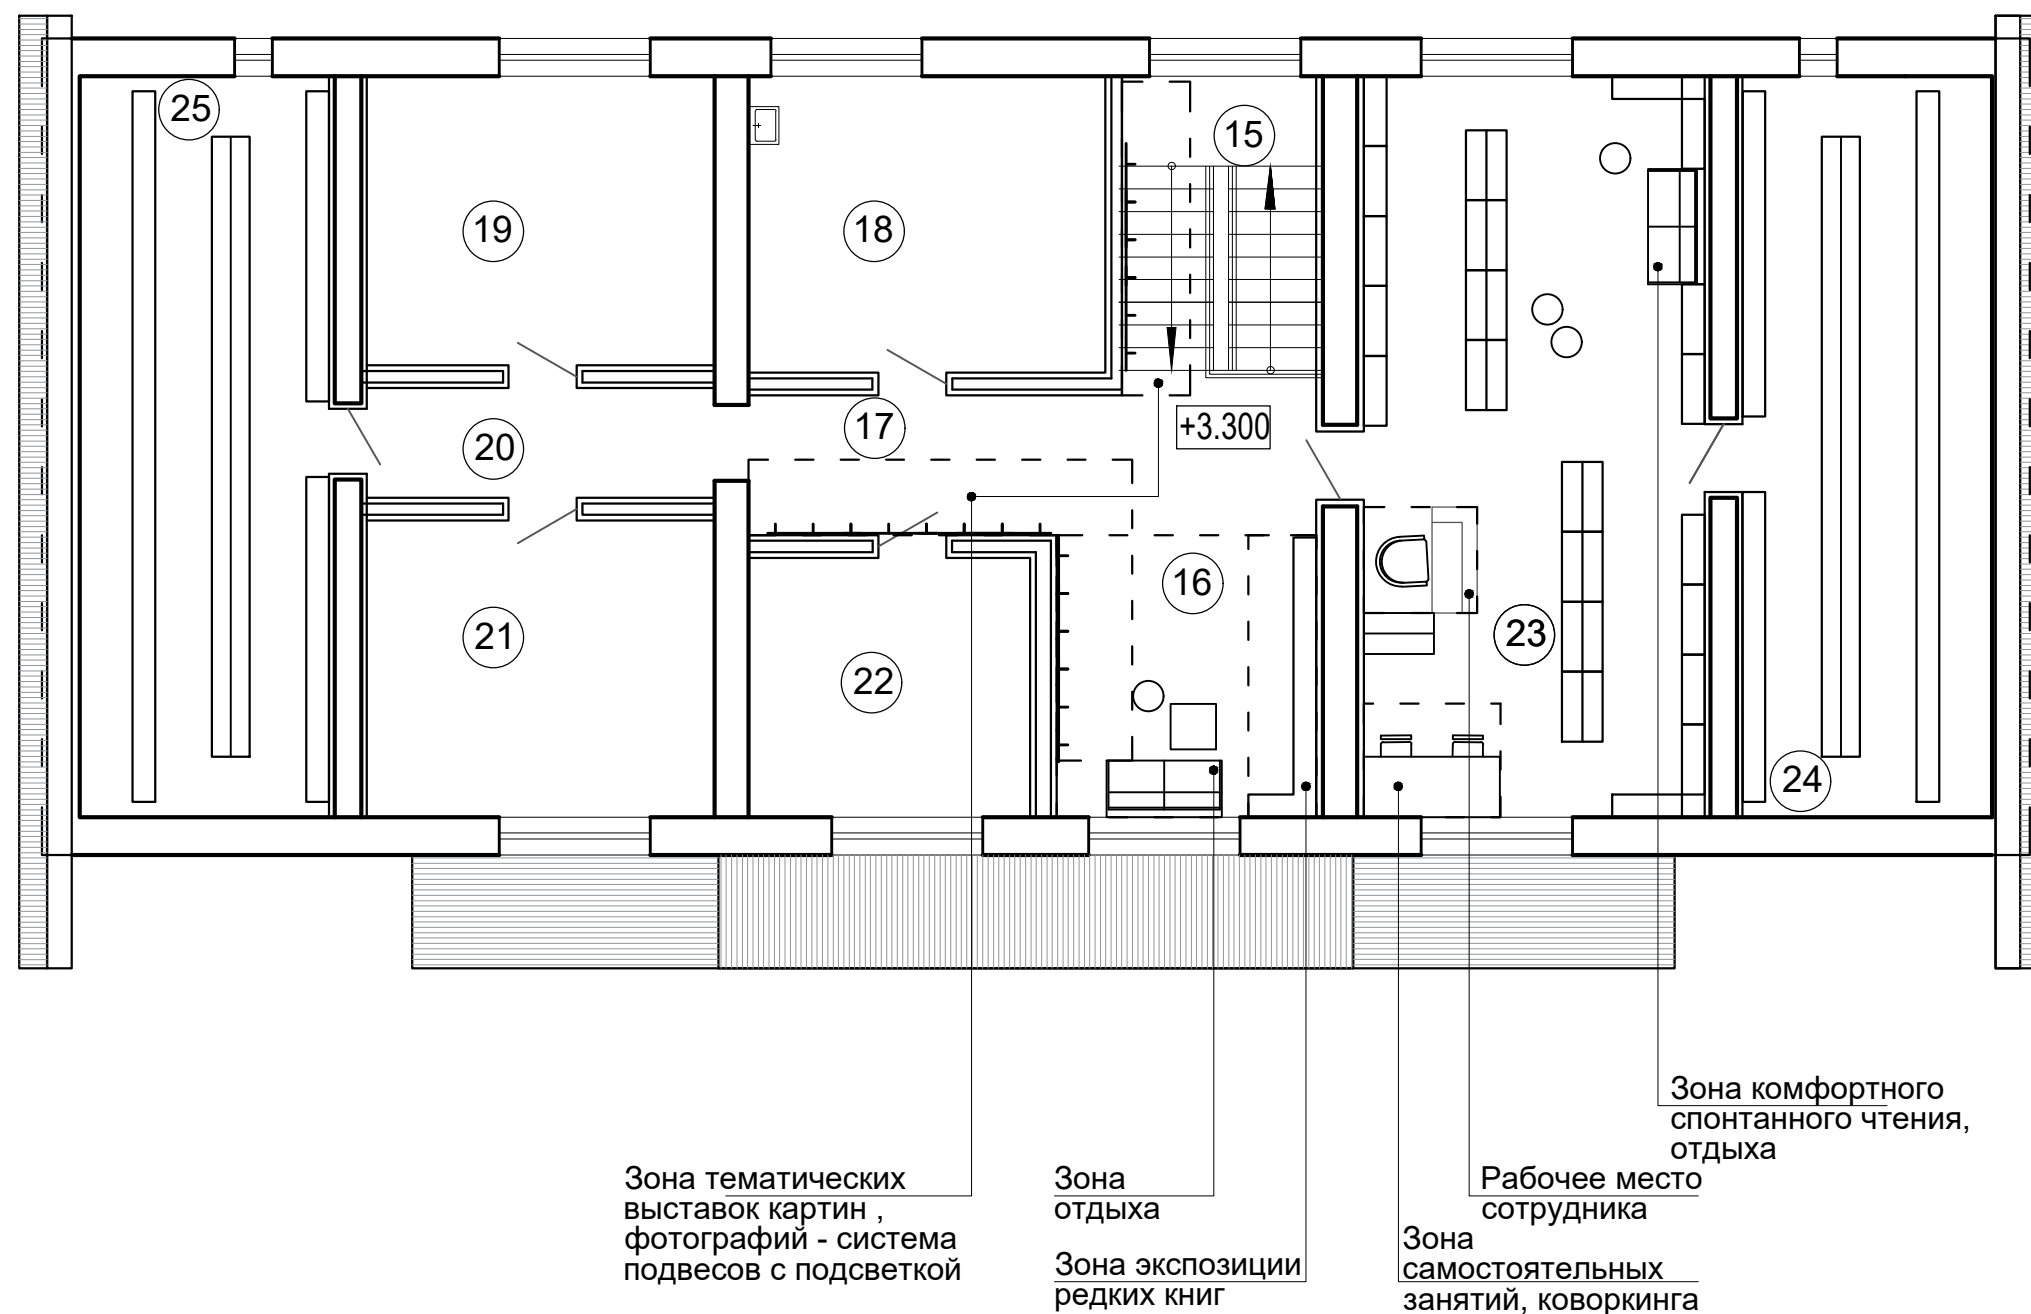 25
15
19
18
17
+3.300
20
16
21
23
22
24
Зона комфортного
спонтанного чтения,
отдыха
Зона тематических
выставок картин ,
фотографий - система
подвесов с подсветкой
Зона
отдыха
Рабочее место
сотрудника
Зона экспозиции
редких книг
Зона
самостоятельных
занятий, коворкинга